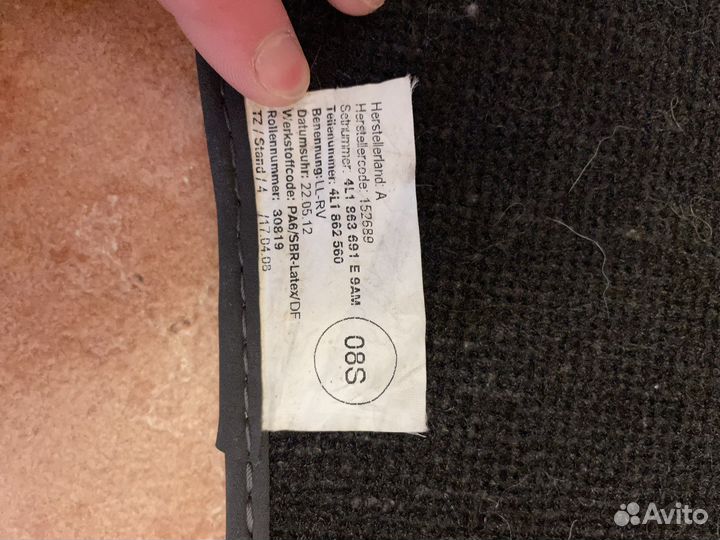 Herstellerland: A
Herstellercode: 152689
Setnummer: 4L1 863 691 E 9AM
Teilenummer: 4L1 862 560
Benennung: LL-RV
Datumsuhr: 22.05.12
Werkstoffcode: PA6/SBR-Latex/DF
Rollennummer: 30819
TZ / Stand / 4 /17.04.08
08S
Avito